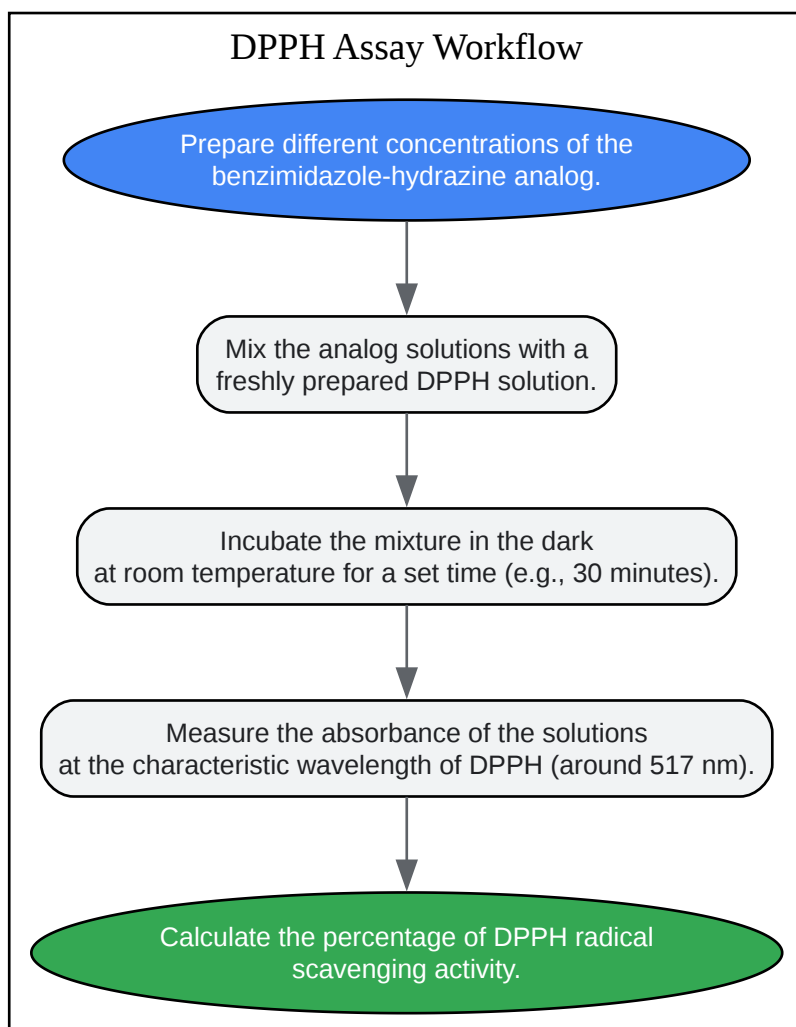 DPPH Assay Workflow
Prepare different concentrations of the
benzimidazole-hydrazine analog.
Mix the analog solutions with a
freshly prepared DPPH solution.
Incubate the mixture in the dark
at room temperature for a set time (e.g., 30 minutes).
Measure the absorbance of the solutions
at the characteristic wavelength of DPPH (around 517 nm).
Calculate the percentage of DPPH radical
scavenging activity.